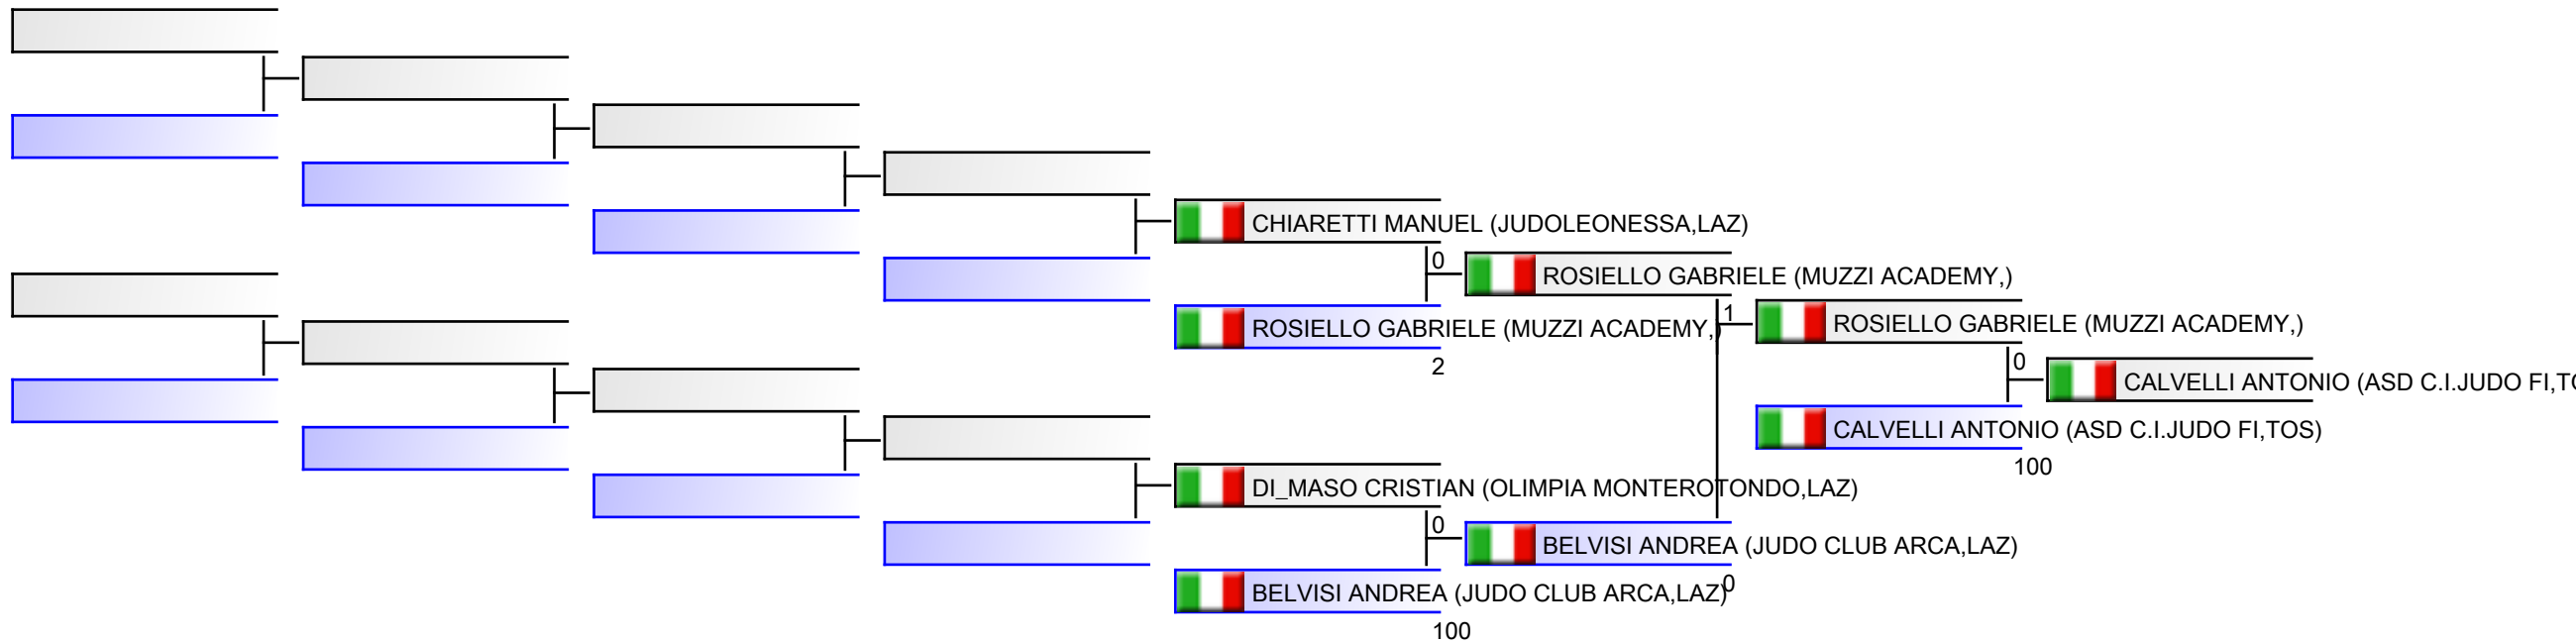 CHIARETTI MANUEL (JUDOLEONESSA,LAZ)
0
ROSIELLO GABRIELE (MUZZI ACADEMY,)
ROSIELLO GABRIELE (MUZZI ACADEMY,)
2
1
ROSIELLO GABRIELE (MUZZI ACADEMY,)
0
CALVELLI ANTONIO (ASD C.I.JUDO FI,TO
CALVELLI ANTONIO (ASD C.I.JUDO FI,TOS)
100
DI_MASO CRISTIAN (OLIMPIA MONTEROTONDO,LAZ)
0
BELVISI ANDREA (JUDO CLUB ARCA,LAZ)
0
BELVISI ANDREA (JUDO CLUB ARCA,LAZ)
100